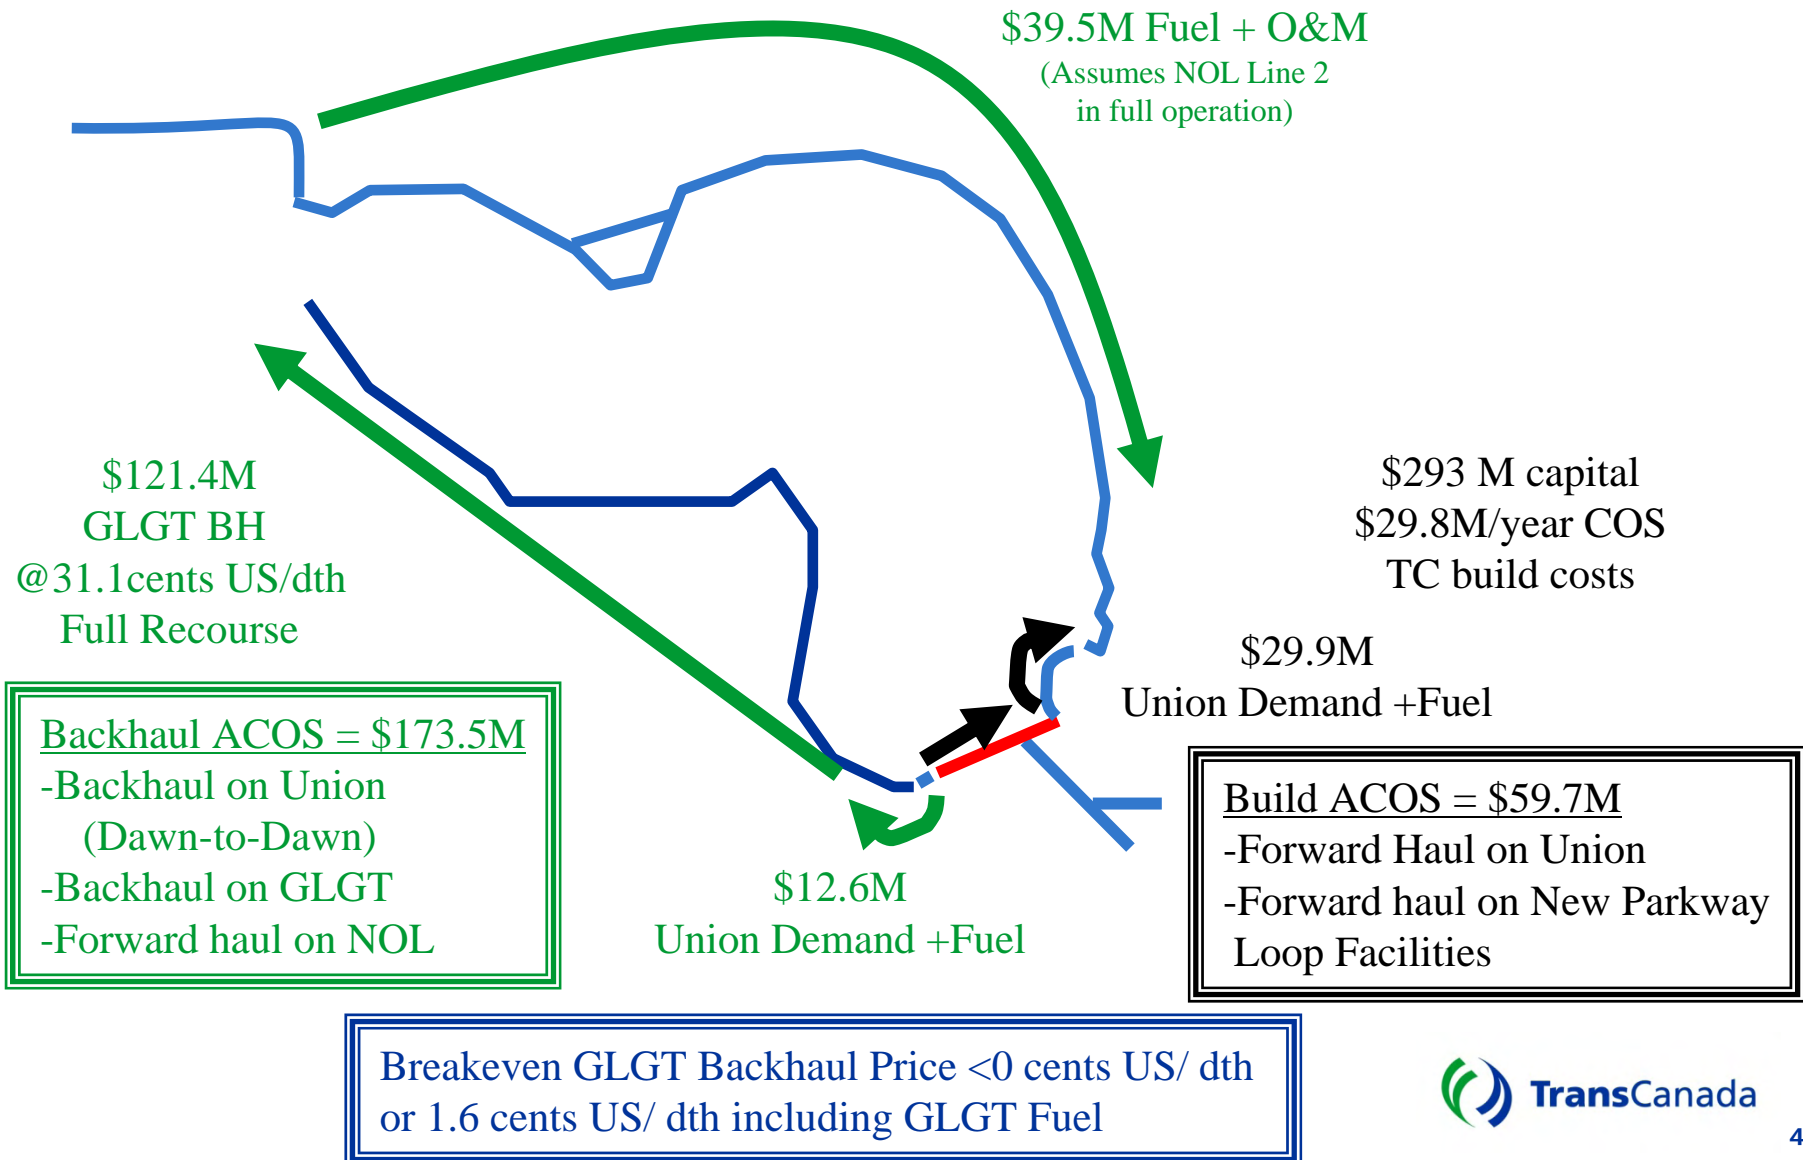 $39.5M Fuel + O&M
(Assumes NOL Line 2
in full operation)
$121.4M
GLGT BH
@31.1cents US/dth
Full Recourse
$293 M capital
$29.8M/year COS
TC build costs
$29.9M
Union Demand +Fuel
Backhaul ACOS = $173.5M
-Backhaul on Union
(Dawn-to-Dawn)
-Backhaul on GLGT
-Forward haul on NOL
$12.6M
Union Demand +Fuel
Build ACOS = $59.7M
-Forward Haul on Union
-Forward haul on New Parkway
Loop Facilities
Breakeven GLGT Backhaul Price <0 cents US/ dth
or 1.6 cents US/ dth including GLGT Fuel
TransCanada
4